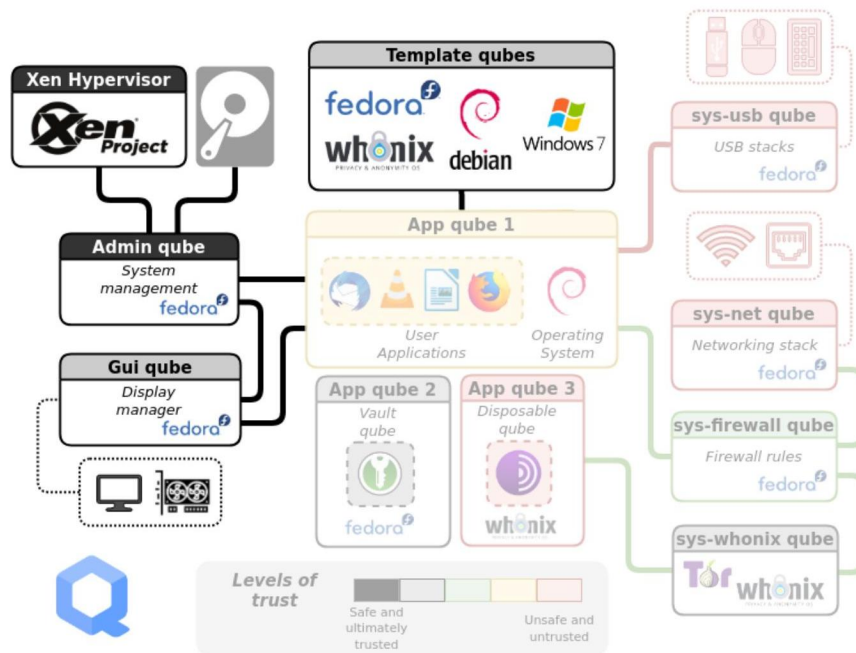 Xen Hypervisor
Xen
Project
Template qubes
fedora
whonix
PRIVACY & ANONYMITY OS
debian
Windows 7
sys-usb qube
USB stacks
fedora
Admin qube
System
management
fedora
App qube 1
User
Applications
Operating
System
sys-net qube
Networking stack
fedora
Gui qube
Display
manager
fedora
App qube 2
Vault
qube
fedora
App qube 3
Disposable
qube
whonix
sys-firewall qube
Firewall rules
fedora
sys-whonix qube
Tor
whonix
PRIVACY & ANONYMITY OS
Levels of
trust
Safe and
ultimately
trusted
Unsafe and
untrusted